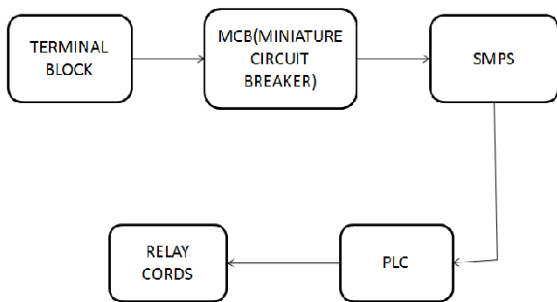 TERMINAL
BLOCK
MCB(MINIATURE
CIRCUIT
BREAKER)
SMPS
PLC
RELAY
CORDS